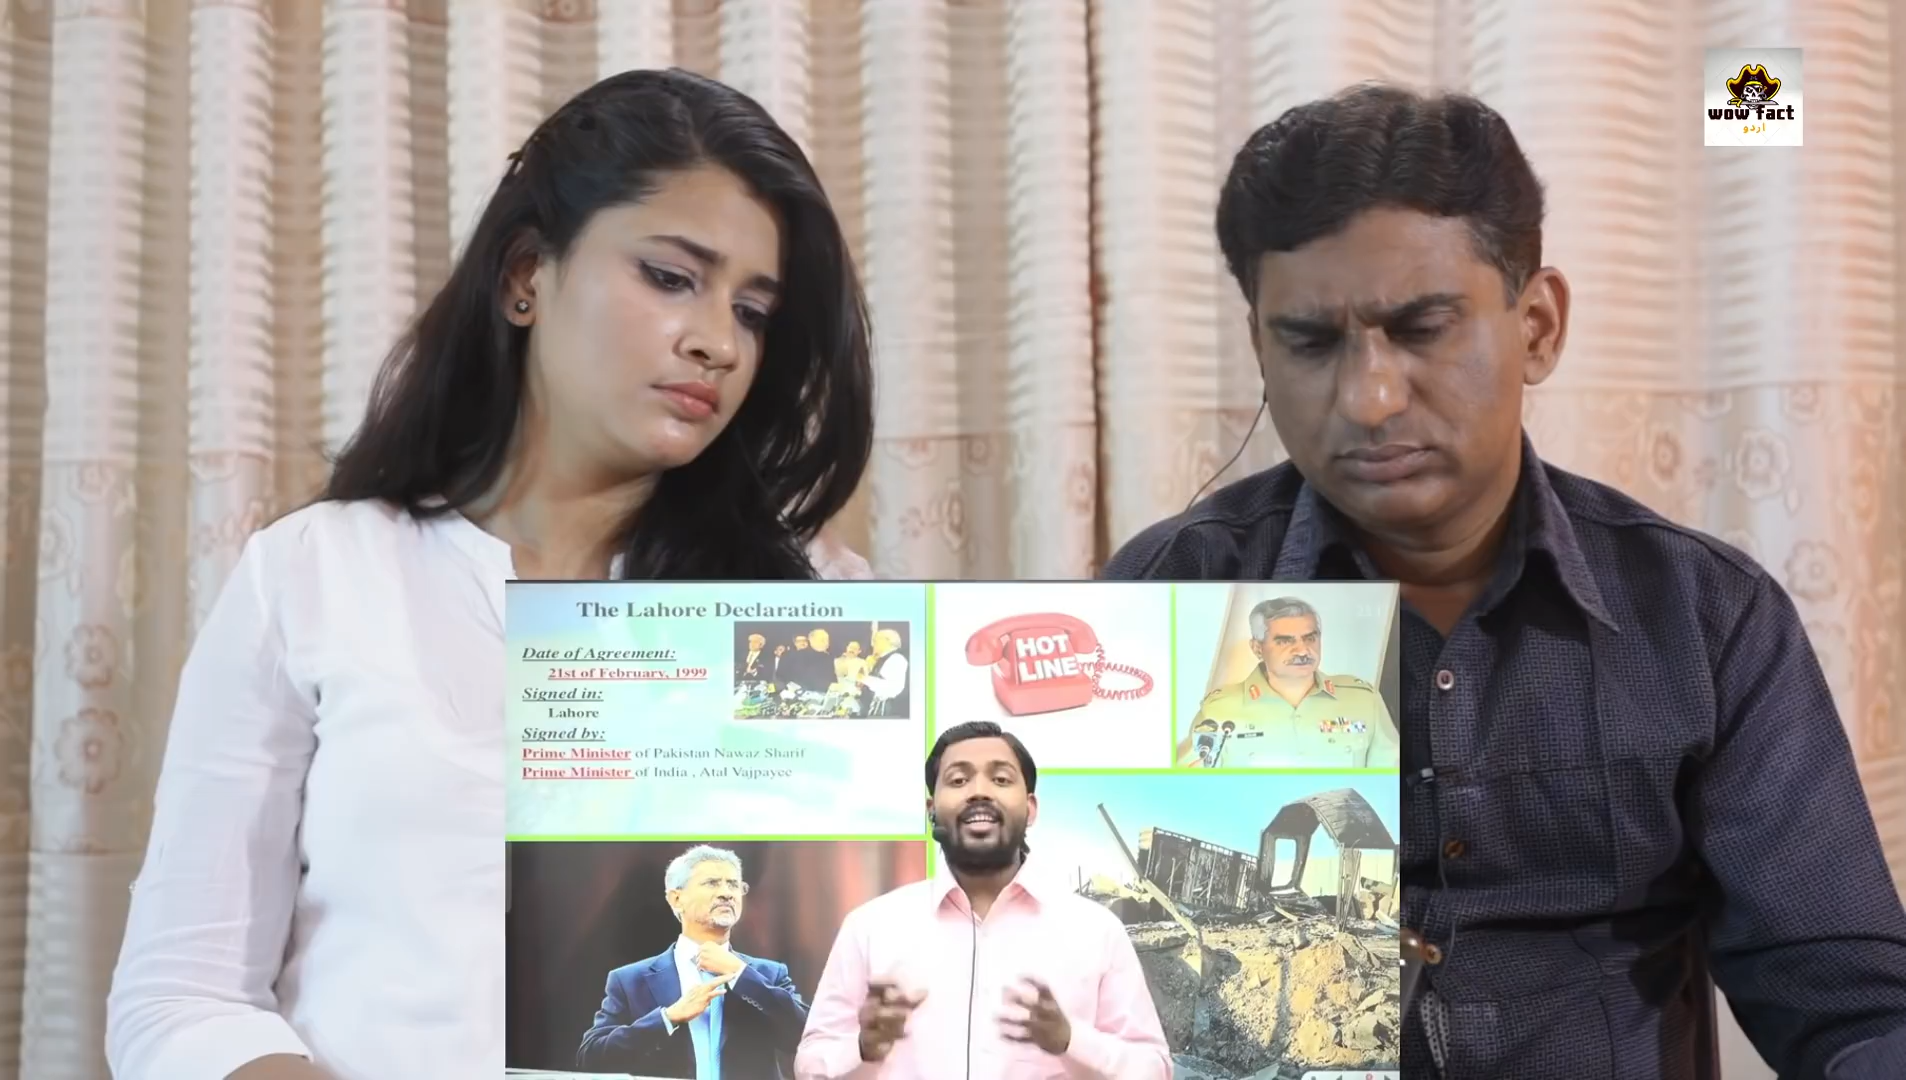 wow fact
اردو
The Lahore Declaration
Date of Agreement:
21st of February, 1999
Signed in:
Lahore
Signed by:
Prime Minister of Pakistan Nawaz Sharif
Prime Minister of India , Atal Vajpayee
HOT
LINE